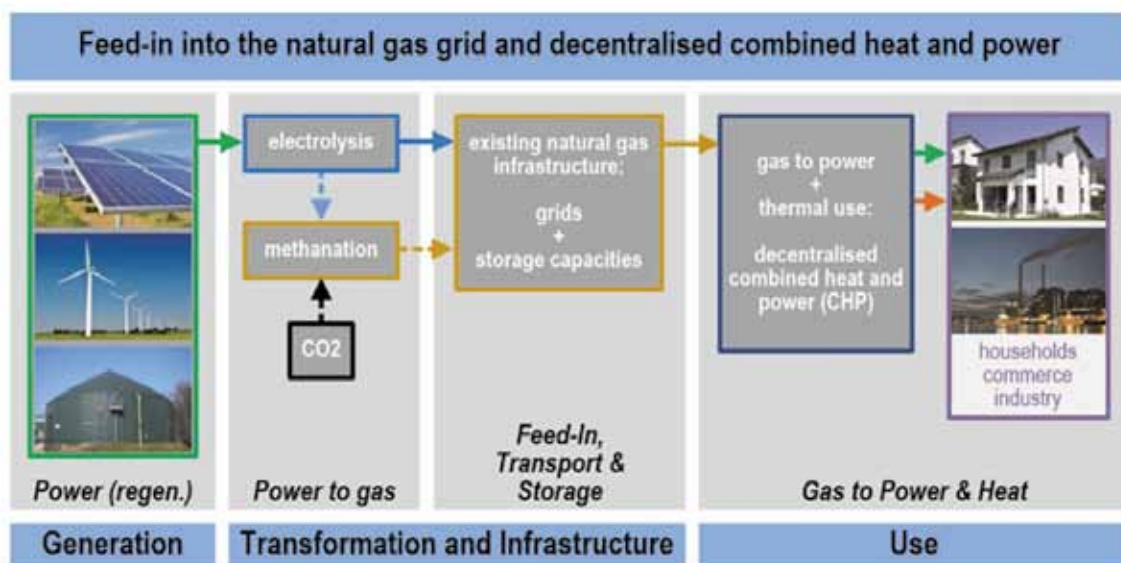 Feed-in into the natural gas grid and decentralised combined heat and power
electrolysis
methanation
CO2
existing natural gas
infrastructure:
grids
+
storage capacities
gas to power
+
thermal use:
decentralised
combined heat and
power (CHP)
households
commerce
industry
Power (regen.)
Power to gas
Feed-In,
Transport &
Storage
Gas to Power & Heat
Generation
Transformation and Infrastructure
Use